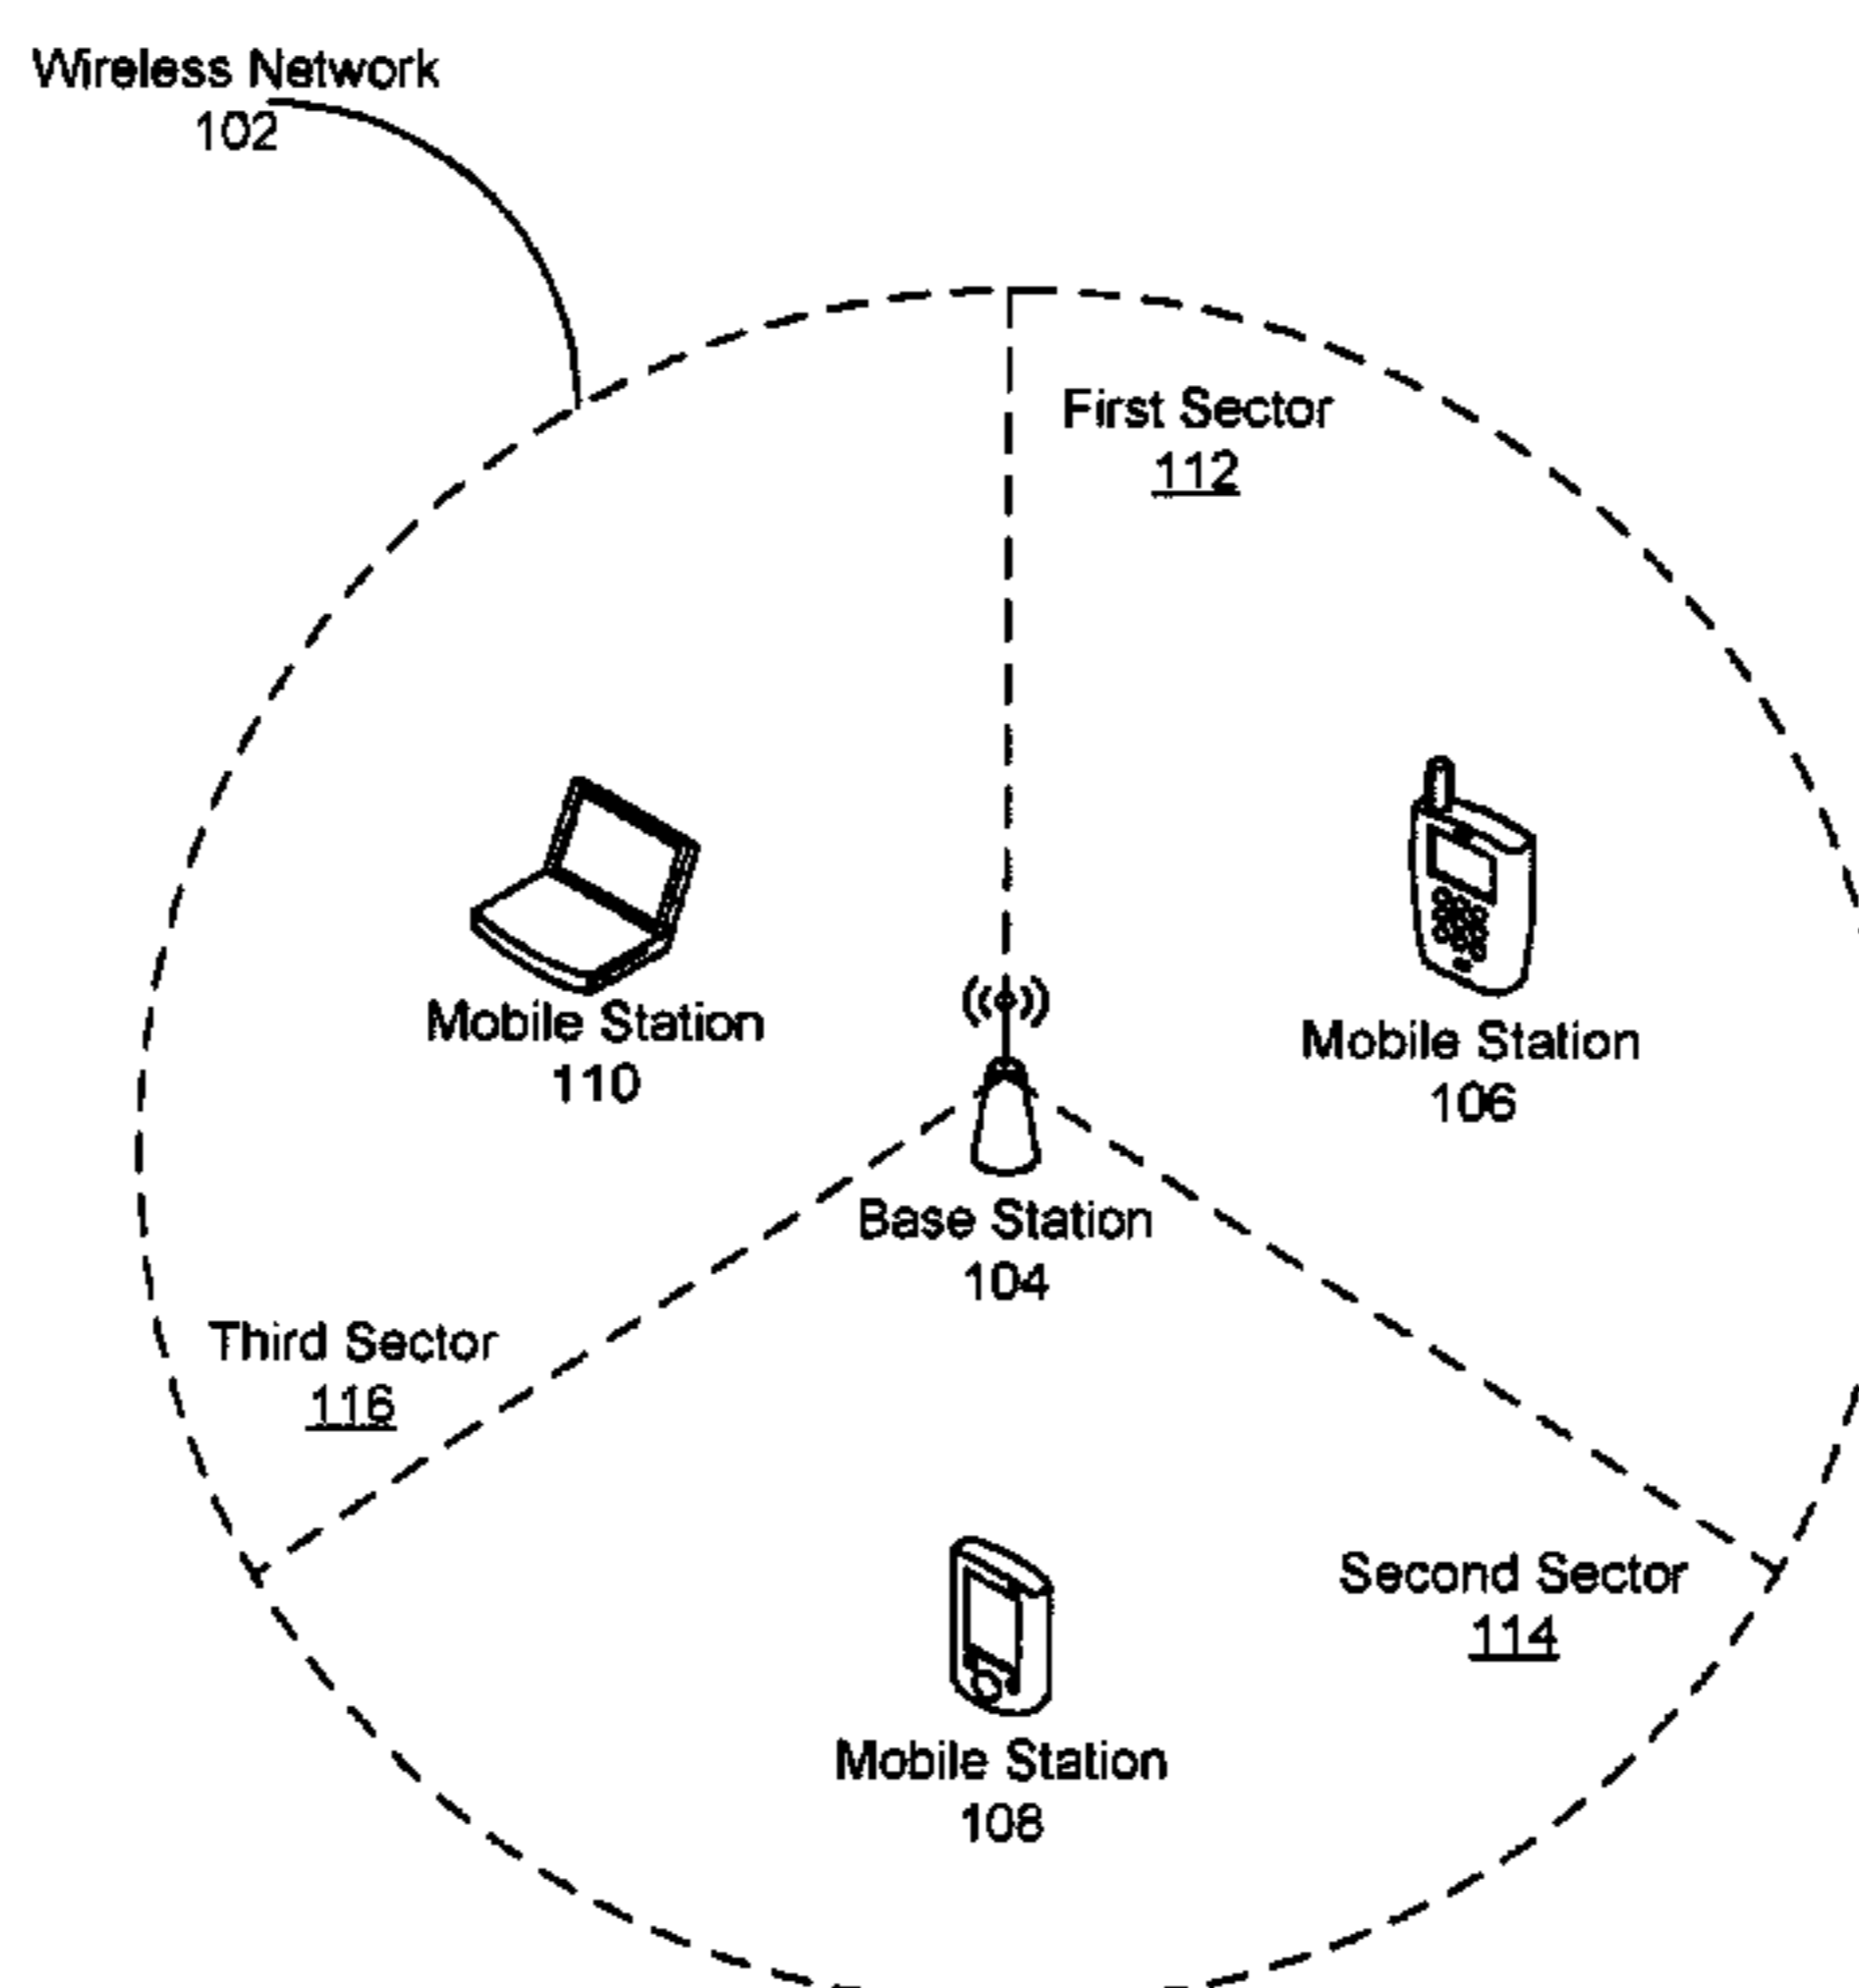 Wireless Network
102
First Sector
112
Mobile Station
110
Mobile Station
106
Base Station
104
Third Sector
116
Second Sector
114
Mobile Station
108